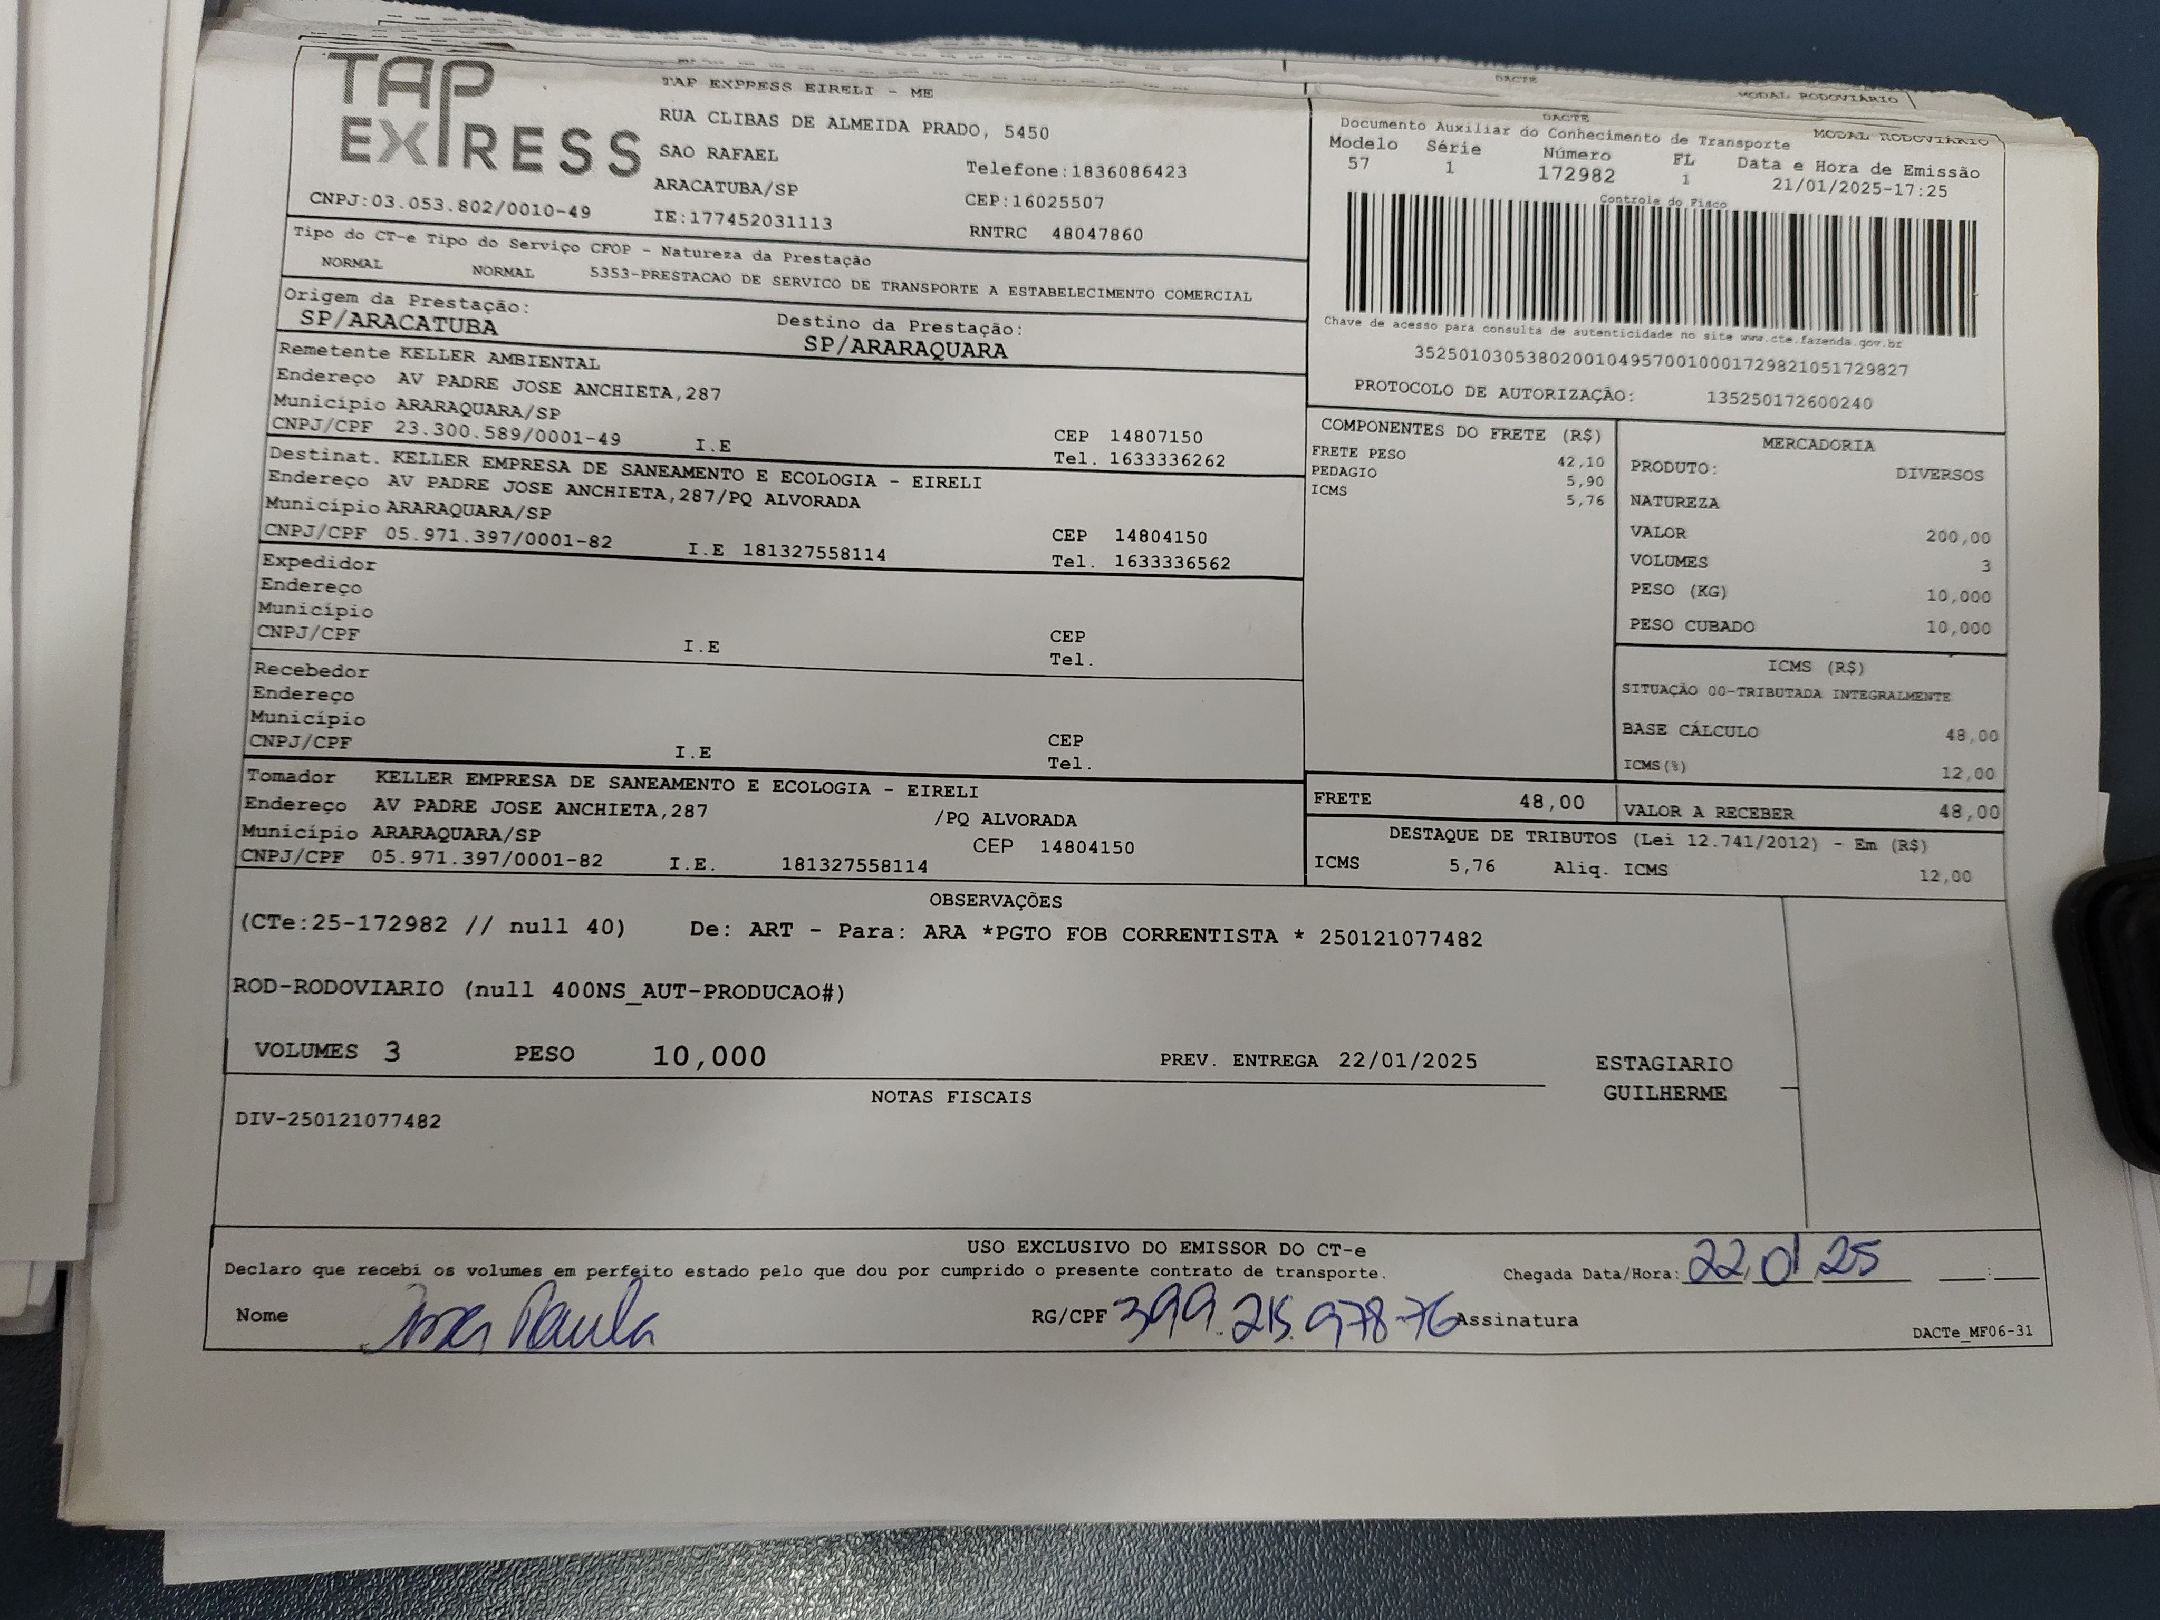 DACTE
MODAL RODOVIÁRIO
TAP
EXPRESS
TAP EXPRESS EIRELI - ME
RUA CLIBAS DE ALMEIDA PRADO, 5450
SAO RAFAEL
Telefone:1836086423
ARACATUBA/SP
CEP:16025507
CNPJ:03.053.802/0010-49
IE:177452031113
RNTRC 48047860
DACTE
MODAL RODOVIÁRIO
Documento Auxiliar do Conhecimento de Transporte
Modelo Série Número FL Data e Hora de Emissão
57 1 172982 1 21/01/2025-17:25
Controle do Fisco
Chave de acesso para consulta de autenticidade no site www.cte.fazenda.gov.br
35250103053802001049570010001729821051729827
PROTOCOLO DE AUTORIZAÇÃO: 135250172600240
Tipo do CT-e Tipo do Serviço CFOP - Natureza da Prestação
NORMAL NORMAL 5353-PRESTACAO DE SERVICO DE TRANSPORTE A ESTABELECIMENTO COMERCIAL
Origem da Prestação: Destino da Prestação:
SP/ARACATUBA SP/ARARAQUARA
Remetente KELLER AMBIENTAL
Endereço AV PADRE JOSE ANCHIETA,287
Município ARARAQUARA/SP CEP 14807150
CNPJ/CPF 23.300.589/0001-49 I.E Tel. 1633336262
Destinat. KELLER EMPRESA DE SANEAMENTO E ECOLOGIA - EIRELI
Endereço AV PADRE JOSE ANCHIETA,287/PQ ALVORADA
Município ARARAQUARA/SP CEP 14804150
CNPJ/CPF 05.971.397/0001-82 I.E 181327558114 Tel. 1633336562
Expedidor
Endereço
Município CEP
CNPJ/CPF I.E Tel.
Recebedor
Endereço
Município CEP
CNPJ/CPF I.E Tel.
Tomador KELLER EMPRESA DE SANEAMENTO E ECOLOGIA - EIRELI
Endereço AV PADRE JOSE ANCHIETA,287 /PQ ALVORADA
Município ARARAQUARA/SP CEP 14804150
CNPJ/CPF 05.971.397/0001-82 I.E. 181327558114
COMPONENTES DO FRETE (R$)
FRETE PESO 42,10
PEDAGIO 5,90
ICMS 5,76
MERCADORIA
PRODUTO: DIVERSOS
NATUREZA
VALOR 200,00
VOLUMES 3
PESO (KG) 10,000
PESO CUBADO 10,000
ICMS (R$)
SITUAÇÃO 00-TRIBUTADA INTEGRALMENTE
BASE CÁLCULO 48,00
ICMS(%) 12,00
FRETE 48,00 VALOR A RECEBER 48,00
DESTAQUE DE TRIBUTOS (Lei 12.741/2012) - Em (R$)
ICMS 5,76 Aliq. ICMS 12,00
OBSERVAÇÕES
(CTe:25-172982 // null 40) De: ART - Para: ARA *PGTO FOB CORRENTISTA * 250121077482
ROD-RODOVIARIO (null 400NS_AUT-PRODUCAO#)
VOLUMES 3 PESO 10,000 PREV. ENTREGA 22/01/2025 ESTAGIARIO
GUILHERME
NOTAS FISCAIS
DIV-250121077482
USO EXCLUSIVO DO EMISSOR DO CT-e
Declaro que recebi os volumes em perfeito estado pelo que dou por cumprido o presente contrato de transporte. Chegada Data/Hora: 22 01 25
Nome Paula RG/CPF 399.215.978-76 Assinatura
DACTe_MF06-31